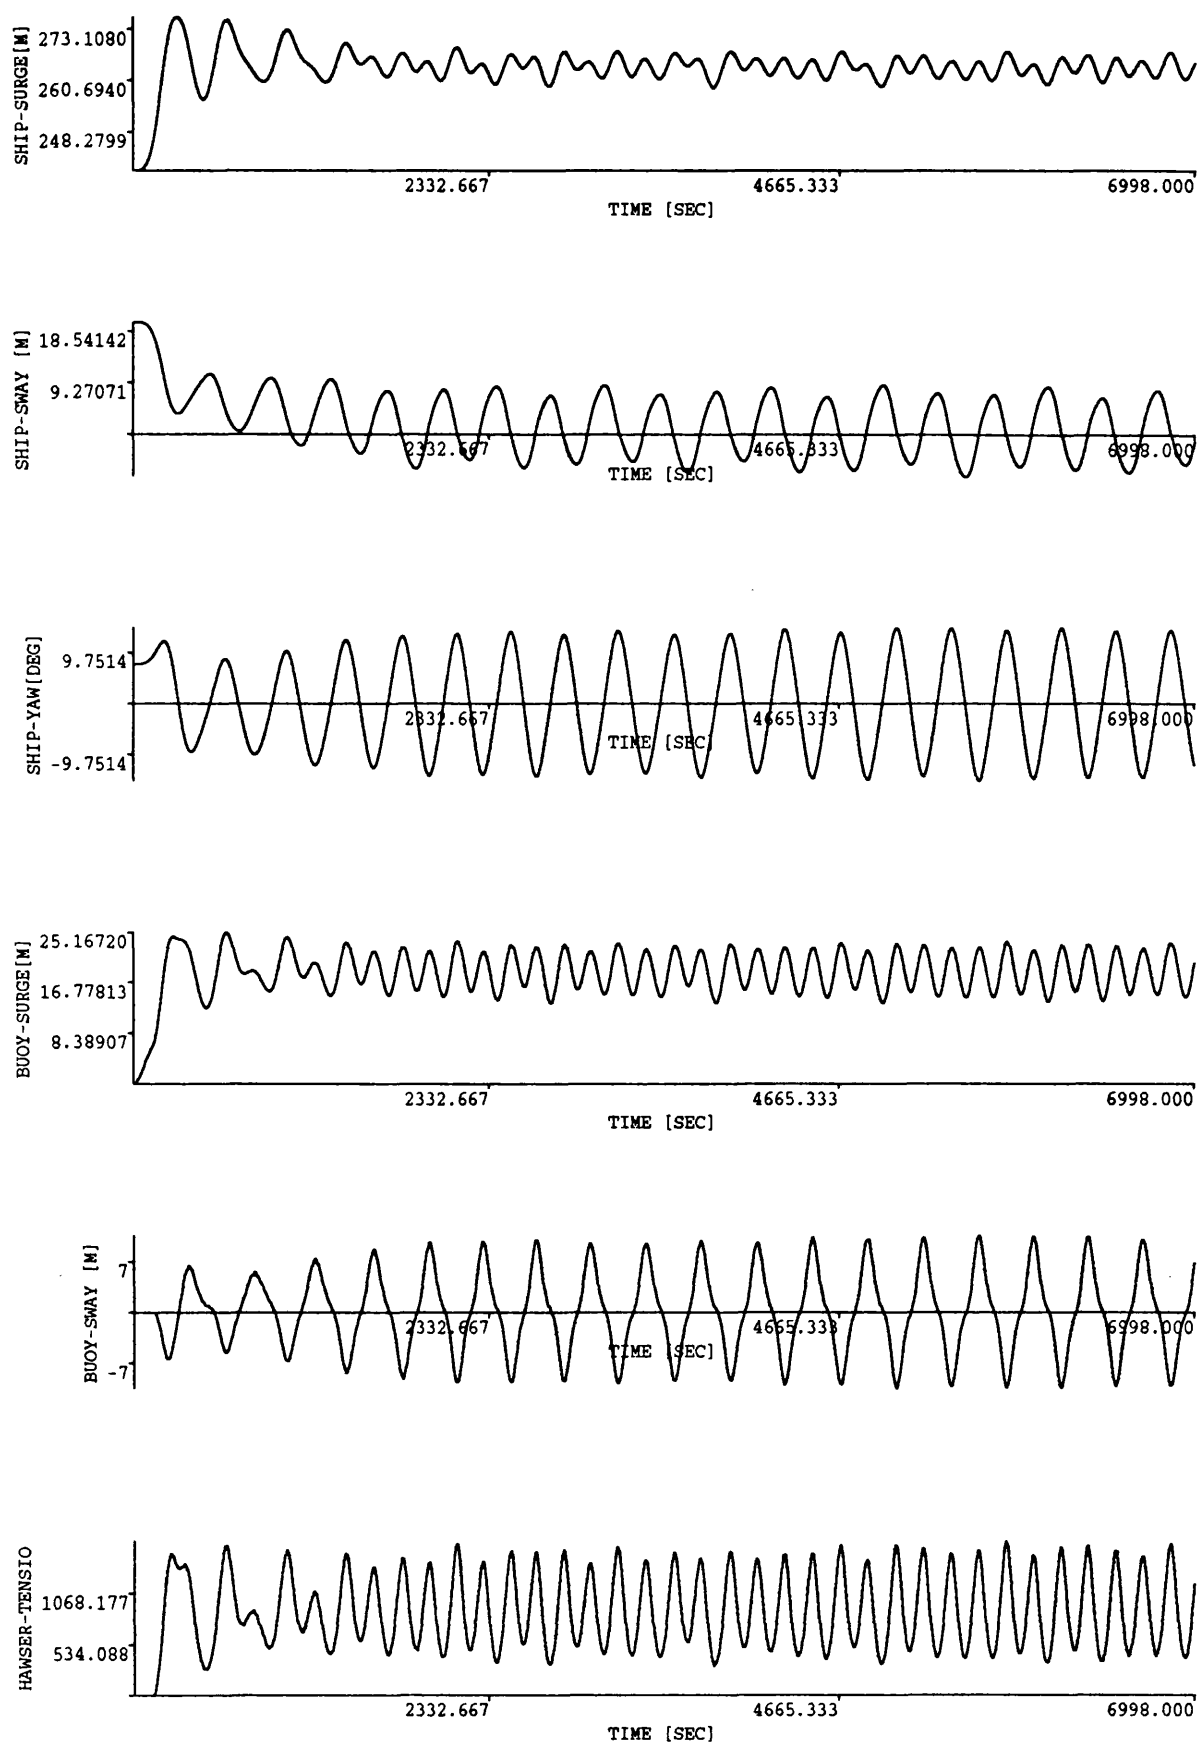 SHIP-SURGE[M]
273.1080
260.6940
248.2799
2332.667 4665.333 6998.000
TIME [SEC]
SHIP-SWAY [M]
18.54142
9.27071
2332.667 4665.333 6998.000
TIME [SEC]
SHIP-YAW[DEG]
9.7514
-9.7514
2332.667 4665.333 6998.000
TIME [SEC]
BUOY-SURGE[M]
25.16720
16.77813
8.38907
2332.667 4665.333 6998.000
TIME [SEC]
BUOY-SWAY [M]
7
-7
2332.667 4665.333 6998.000
TIME [SEC]
HAWSER-TENSIO
1068.177
534.088
2332.667 4665.333 6998.000
TIME [SEC]